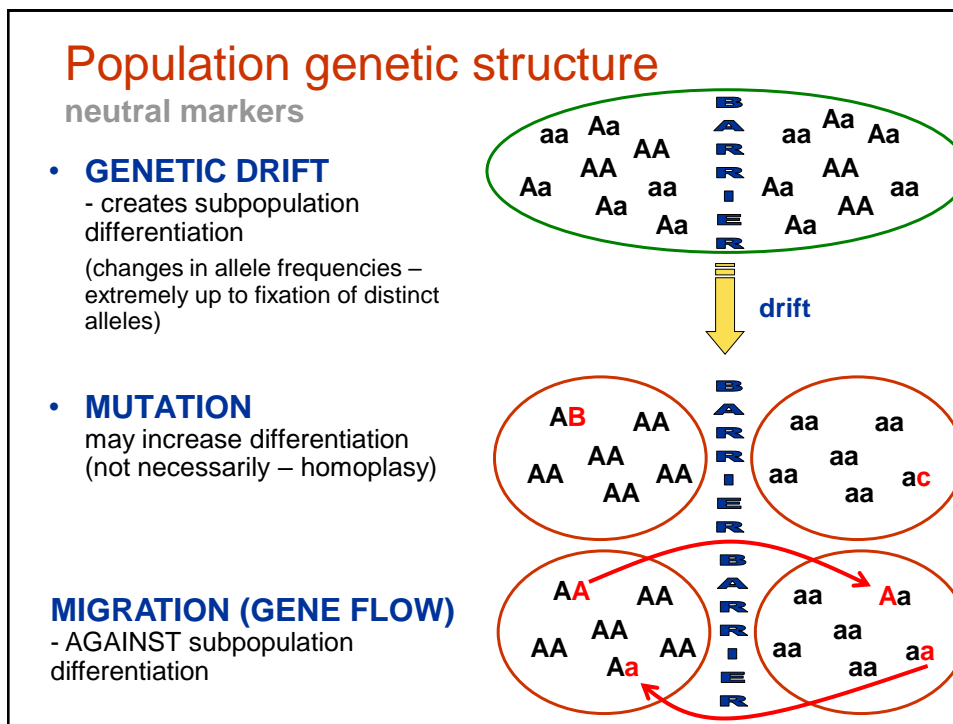 Population genetic structure
neutral markers
• GENETIC DRIFT
- creates subpopulation
differentiation
(changes in allele frequencies –
extremely up to fixation of distinct
alleles)
• MUTATION
may increase differentiation
(not necessarily – homoplasy)
MIGRATION (GENE FLOW)
- AGAINST subpopulation
differentiation
aa Aa AA
Aa AA aa
Aa Aa
BARRIER
aa Aa Aa
Aa AA aa
Aa AA
drift
AB AA
AA AA AA
AA
BARRIER
aa aa
aa aa ac
aa
AA AA
AA AA AA
Aa
BARRIER
aa Aa
aa aa aa
aa